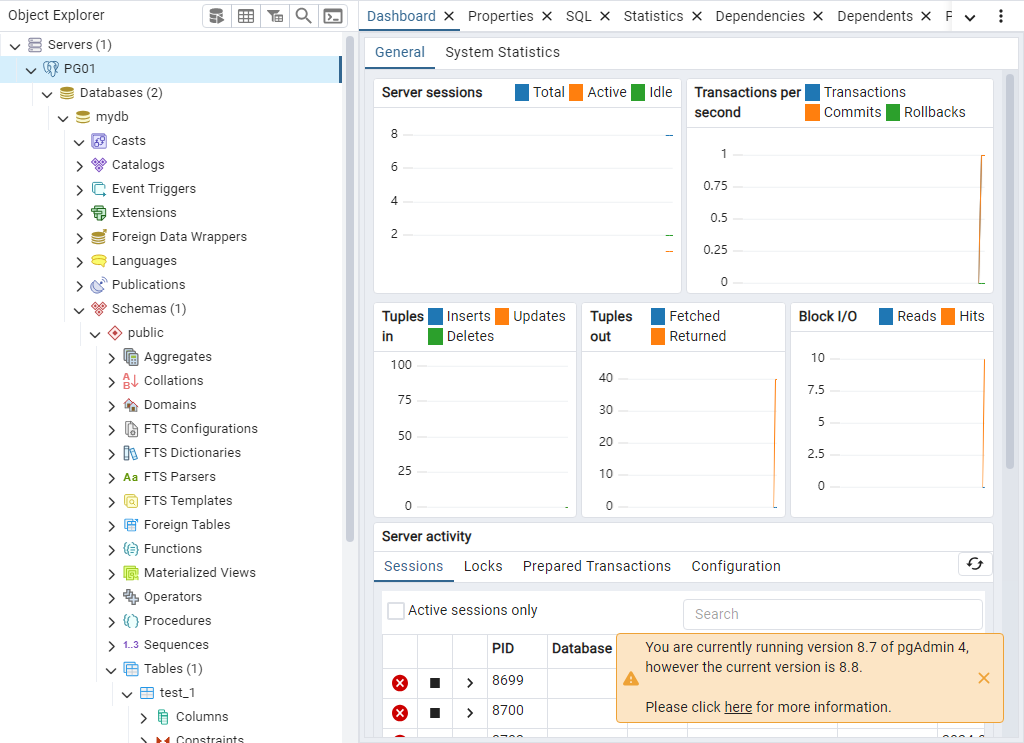 Object Explorer
Servers (1)
PG01
Databases (2)
mydb
Casts
Catalogs
Event Triggers
Extensions
Foreign Data Wrappers
Languages
Publications
Schemas (1)
public
Aggregates
Collations
Domains
FTS Configurations
FTS Dictionaries
Aa FTS Parsers
FTS Templates
Foreign Tables
Functions
Materialized Views
Operators
Procedures
1..3 Sequences
Tables (1)
test_1
Columns
Constraints
Dashboard Properties SQL Statistics Dependencies Dependents
General System Statistics
Server sessions Total Active Idle
8
6
4
2
Transactions per second Transactions
Commits Rollbacks
1
0.75
0.5
0.25
0
Tuples in Inserts Updates
Deletes
100
75
50
25
0
Tuples out Fetched
Returned
40
30
20
10
0
Block I/O Reads Hits
10
7.5
5
2.5
0
Server activity
Sessions Locks Prepared Transactions Configuration
Active sessions only Search
PID Database
8699
8700
You are currently running version 8.7 of pgAdmin 4,
however the current version is 8.8.
Please click here for more information.